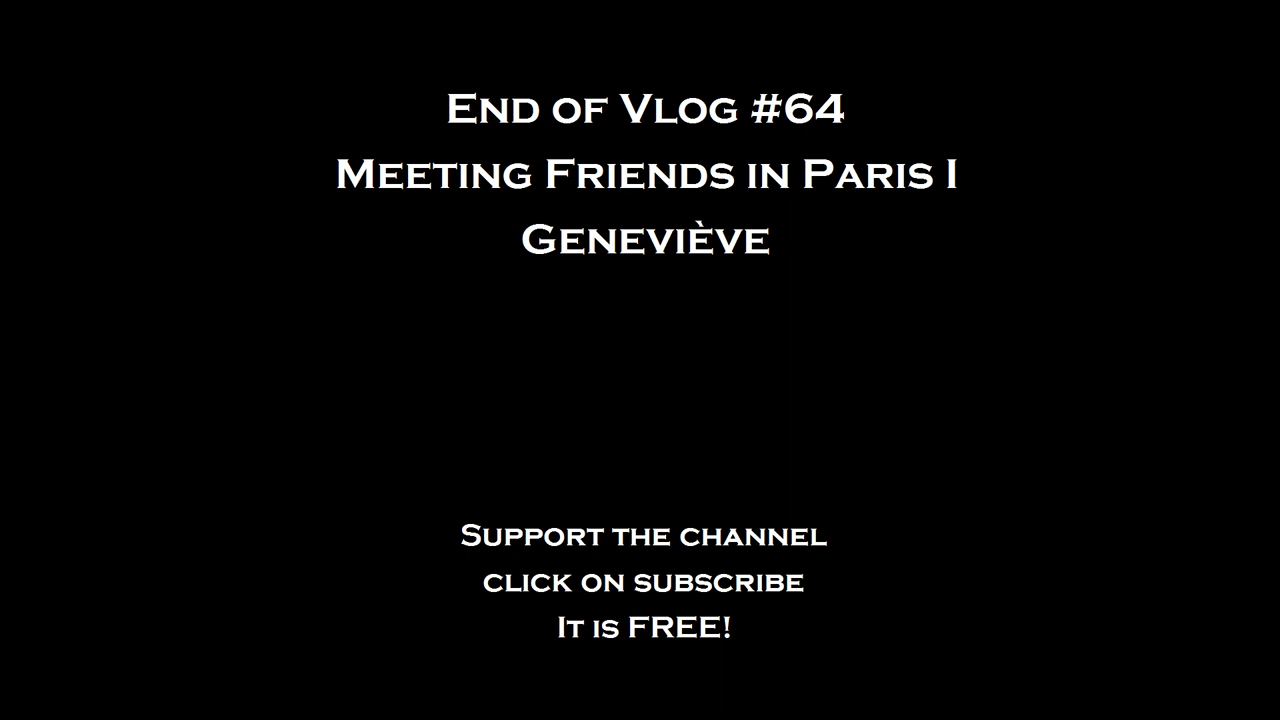 End of Vlog #64
Meeting Friends in Paris I
Geneviève
Support the channel
click on subscribe
It is FREE!